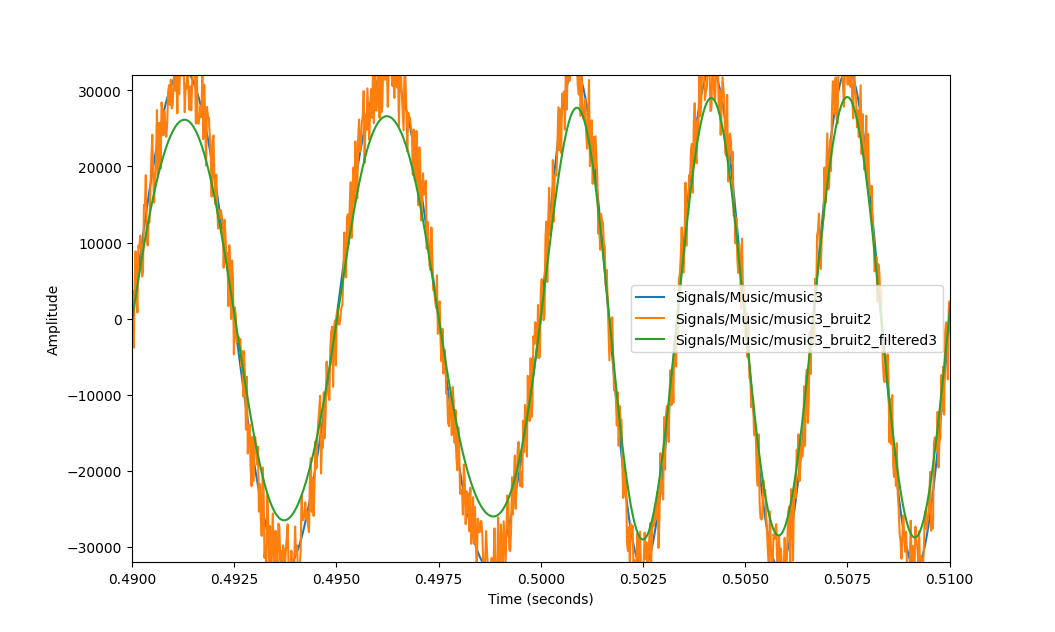 30000
20000
10000
0
−10000
−20000
−30000
Amplitude
Signals/Music/music3
Signals/Music/music3_bruit2
Signals/Music/music3_bruit2_filtered3
0.4900 0.4925 0.4950 0.4975 0.5000 0.5025 0.5050 0.5075 0.5100
Time (seconds)